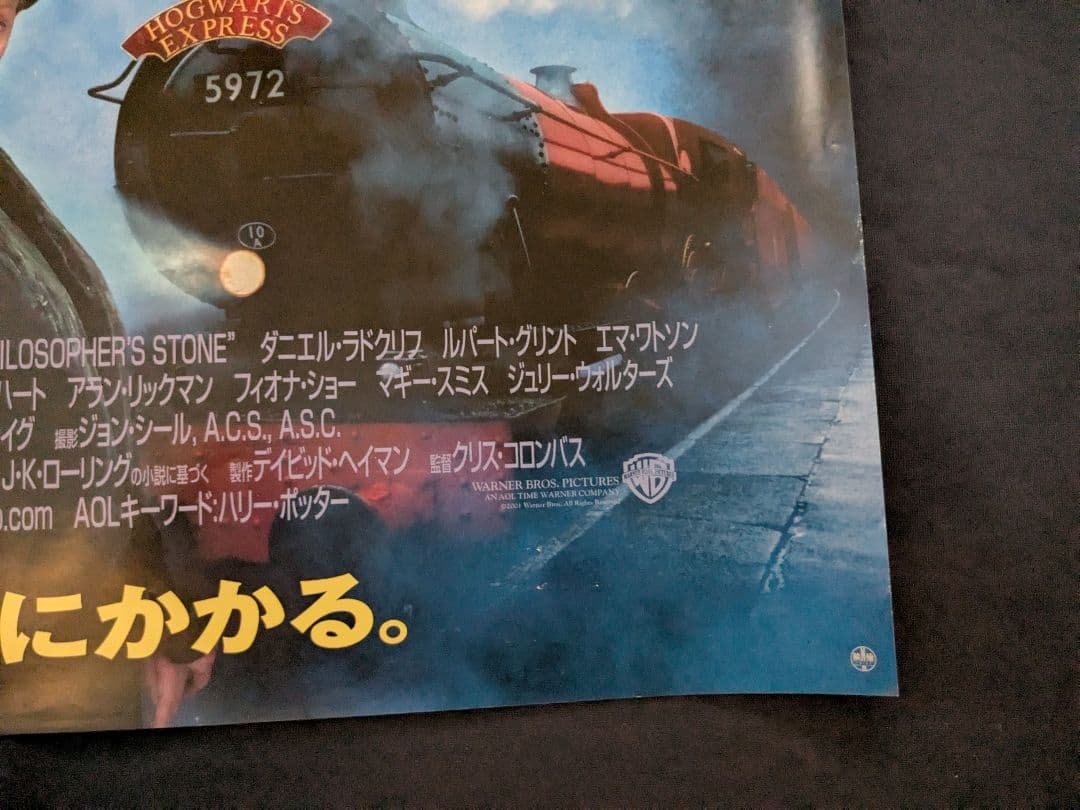 HOGWARTS
EXPRESS
5972
10
A
ILOSOPHER'S STONE” ダニエル・ラドクリフ ルパート・グリント エマ・ワトソン
ハート アラン・リックマン フィオナ・ショー マギー・スミス ジュリー・ウォルターズ
イグ 撮影ジョン・シール, A.C.S., A.S.C.
J・K・ローリングの小説に基づく 製作デイビッド・ヘイマン 監督クリス・コロンバス
WARNER BROS. PICTURES
AN AOL TIME WARNER COMPANY
©2001 Warner Bros. All Rights Reserved
.com AOLキーワード:ハリー・ポッター
にかかる。